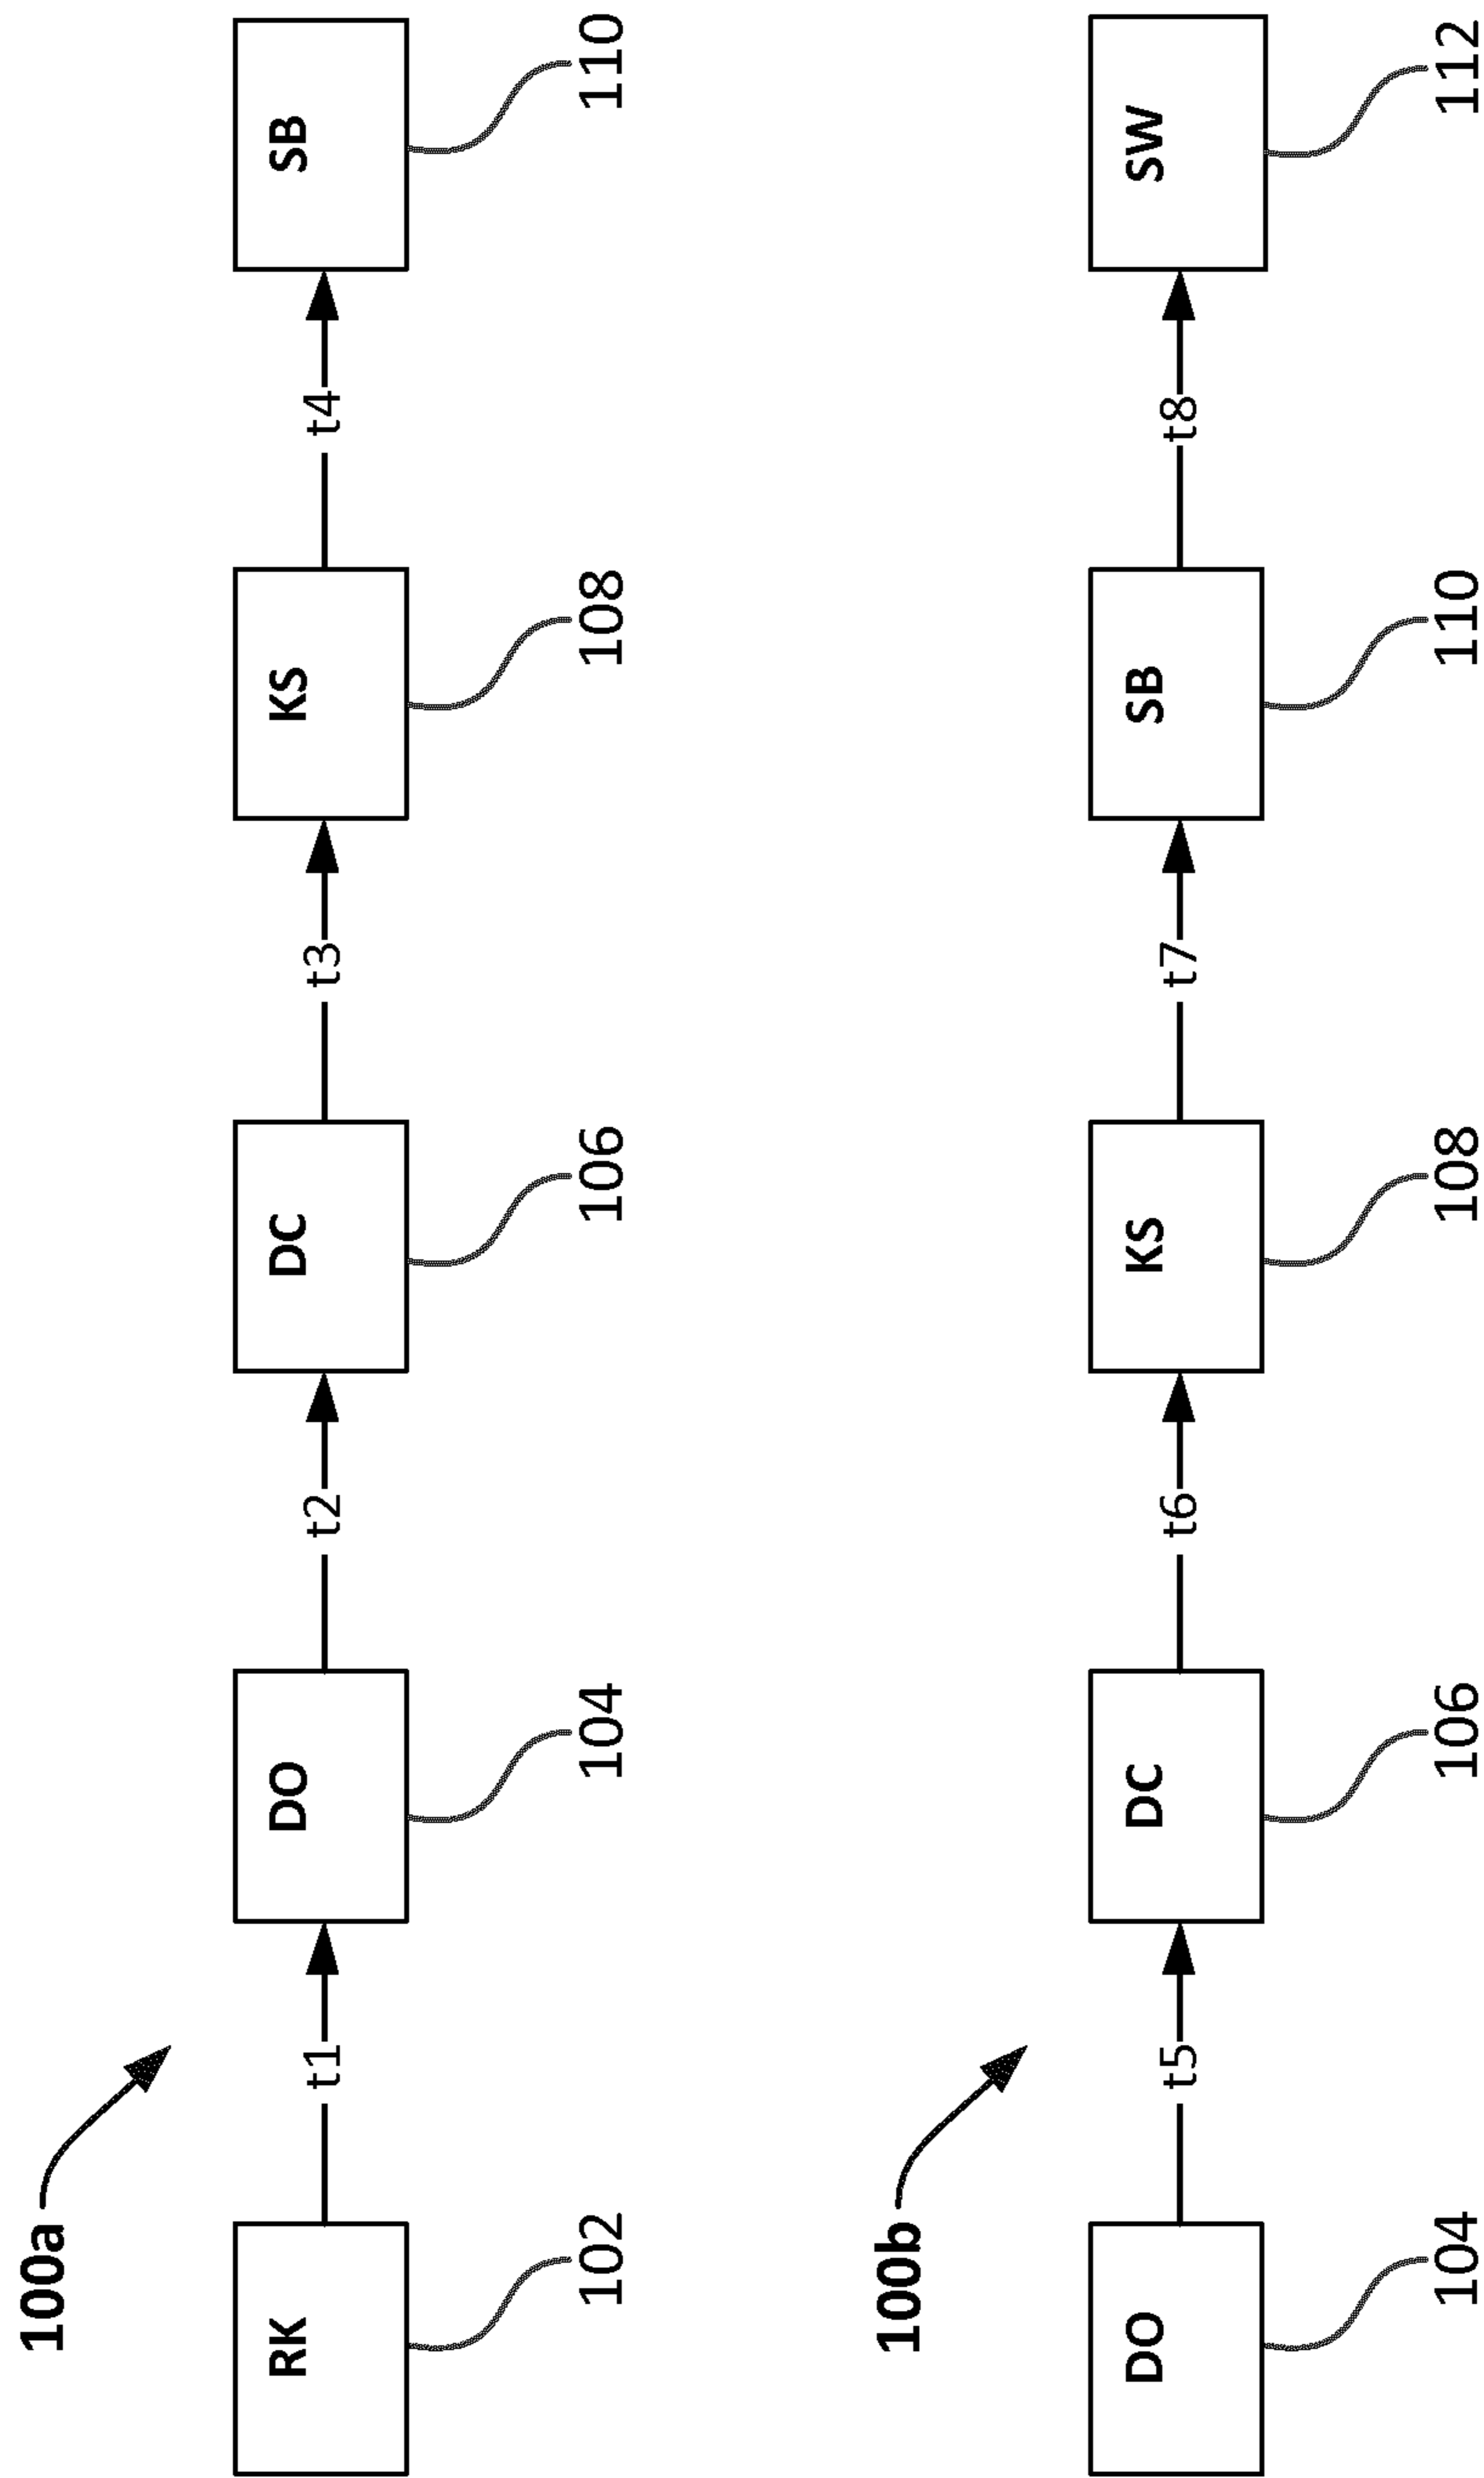 100a
RK t1 DO t2 DC t3 KS t4 SB
102 104 106 108 110
100b
DO t5 DC t6 KS t7 SB t8 SW
104 106 108 110 112